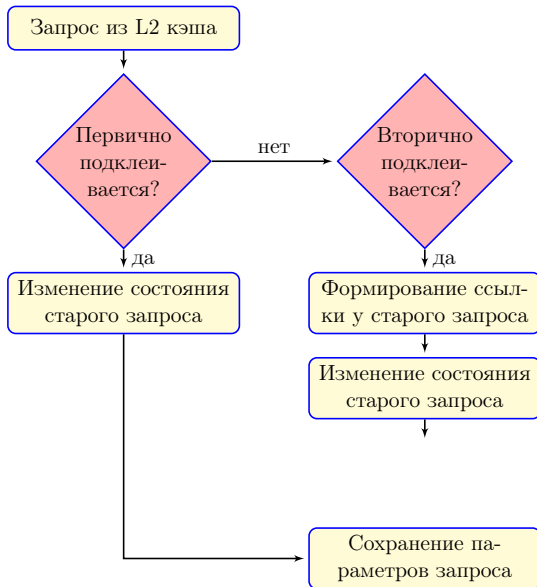 Запрос из L2 кэша
Первично
подклеи-
вается?
нет
Вторично
подклеи-
вается?
да
да
Изменение состояния
старого запроса
Формирование ссыл-
ки у старого запроса
Изменение состояния
старого запроса
Сохранение па-
раметров запроса